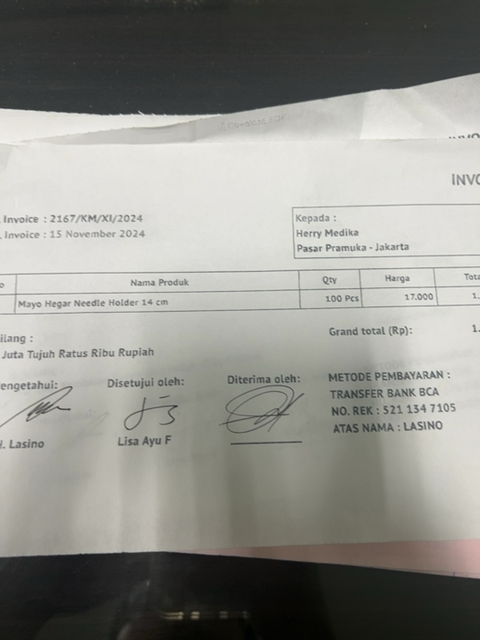 INVO
Invoice : 2167/KM/XI/2024
Invoice : 15 November 2024
Kepada :
Herry Medika
Pasar Pramuka - Jakarta
o Nama Produk Qty Harga Tota
Mayo Hegar Needle Holder 14 cm 100 Pcs 17.000 1.
ilang :
Juta Tujuh Ratus Ribu Rupiah
Grand total (Rp): 1.
engetahui: Disetujui oleh: Diterima oleh:
METODE PEMBAYARAN :
TRANSFER BANK BCA
NO. REK : 521 134 7105
ATAS NAMA : LASINO
H. Lasino Lisa Ayu F